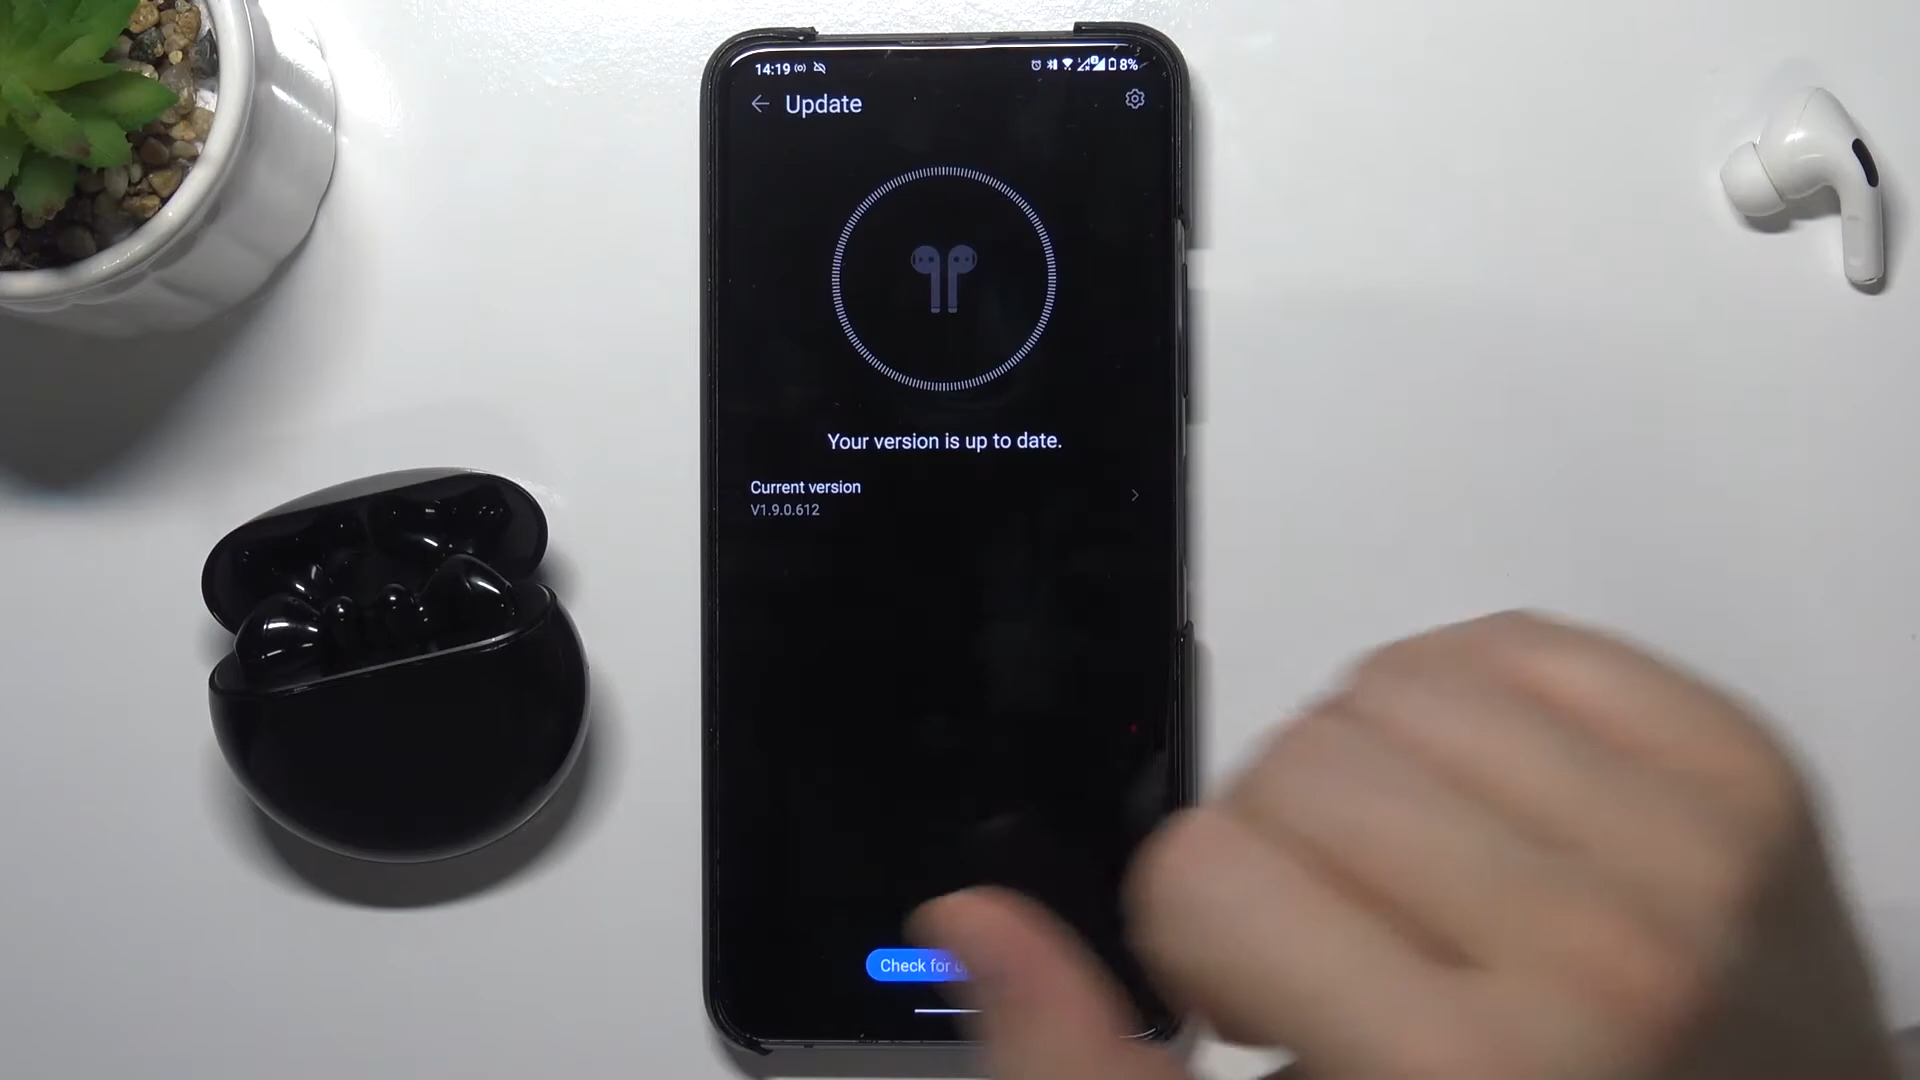 14:19 8%
Update
Your version is up to date.
Current version
V1.9.0.612
Check for